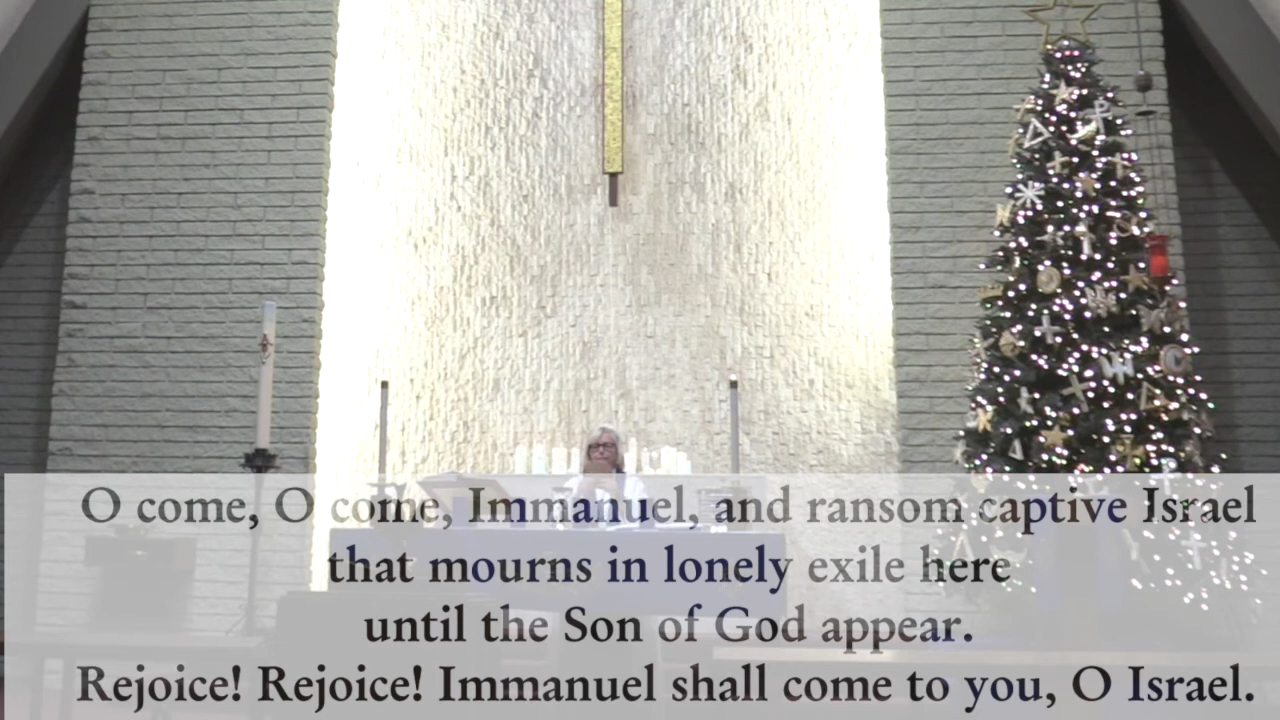 O come, O come, Immanuel, and ransom captive Israel
that mourns in lonely exile here
until the Son of God appear.
Rejoice! Rejoice! Immanuel shall come to you, O Israel.